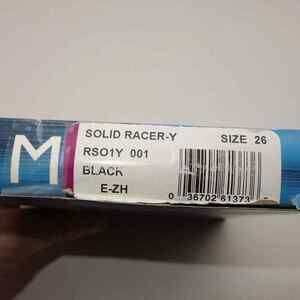 SOLID RACER-Y SIZE 26
RSO1Y 001
BLACK
E-ZH
M
0 36702 61373